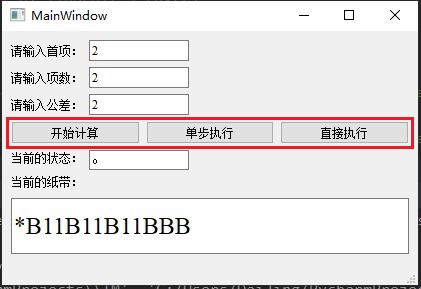 MainWindow
请输入首项： 2
请输入项数： 2
请输入公差： 2
开始计算 单步执行 直接执行
当前的状态： 。
当前的纸带：
*B11B11B11BBB